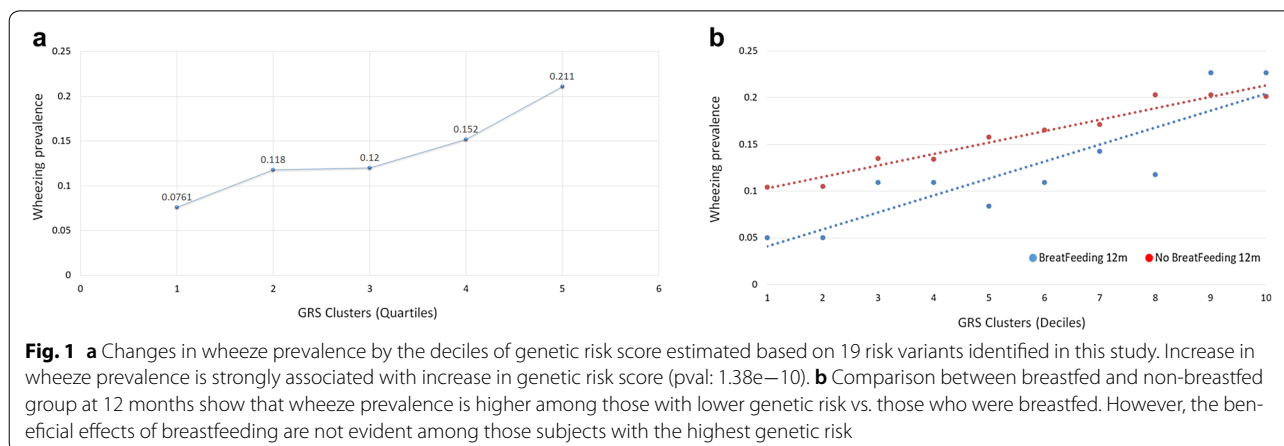 a
0.25
0.2
0.15
0.1
0.05
0
0.0761
0.118
0.12
0.152
0.211
0
1
2
3
4
5
6
Wheezing prevalence
GRS Clusters (Quartiles)
b
0.25
0.2
0.15
0.1
0.05
0
1
2
3
4
5
6
7
8
9
10
Wheezing prevalence
BreatFeeding 12m
No BreatFeeding 12m
GRS Clusters (Deciles)
Fig. 1 a Changes in wheeze prevalence by the deciles of genetic risk score estimated based on 19 risk variants identified in this study. Increase in
wheeze prevalence is strongly associated with increase in genetic risk score (pval: 1.38e−10). b Comparison between breastfed and non-breastfed
group at 12 months show that wheeze prevalence is higher among those with lower genetic risk vs. those who were breastfed. However, the ben-
eficial effects of breastfeeding are not evident among those subjects with the highest genetic risk